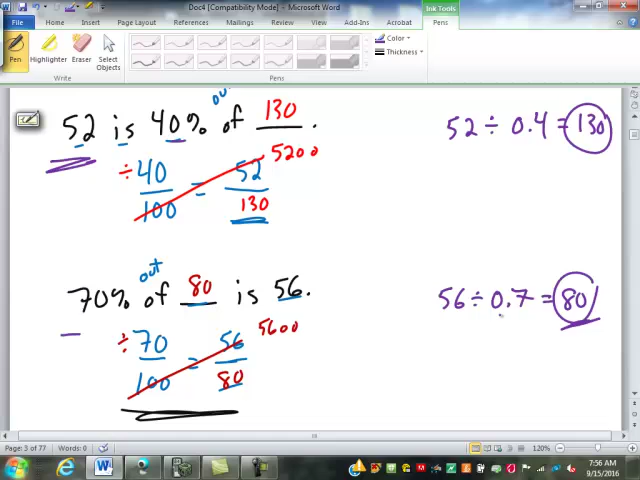 Doc4 [Compatibility Mode] - Microsoft Word
Ink Tools
File Home Insert Page Layout References Mailings Review View Add-Ins Acrobat Pens
Pen Highlighter Eraser Select Objects
Color
Thickness
Write Pens
out
52 is 40% of 130.
52 ÷ 0.4 = 130
÷ 40/100 = 52/130 5200
out
70% of 80 is 56.
56 ÷ 0.7 = 80
÷ 70/100 = 56/80 5600
Page: 3 of 77 Words: 0 120%
7:56 AM
9/15/2016